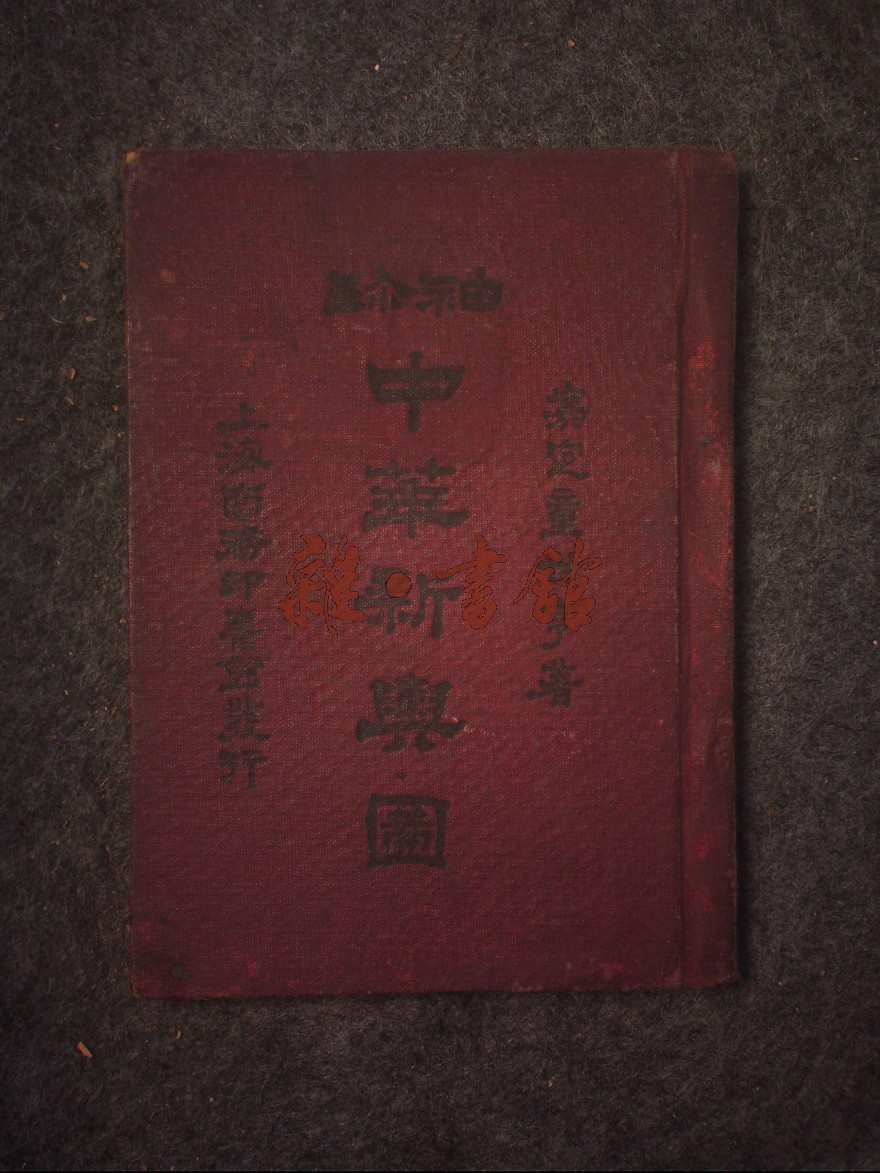 袖珍
嘉定童世亨著
中華新輿圖
上海商務印書館發行
雜·書館